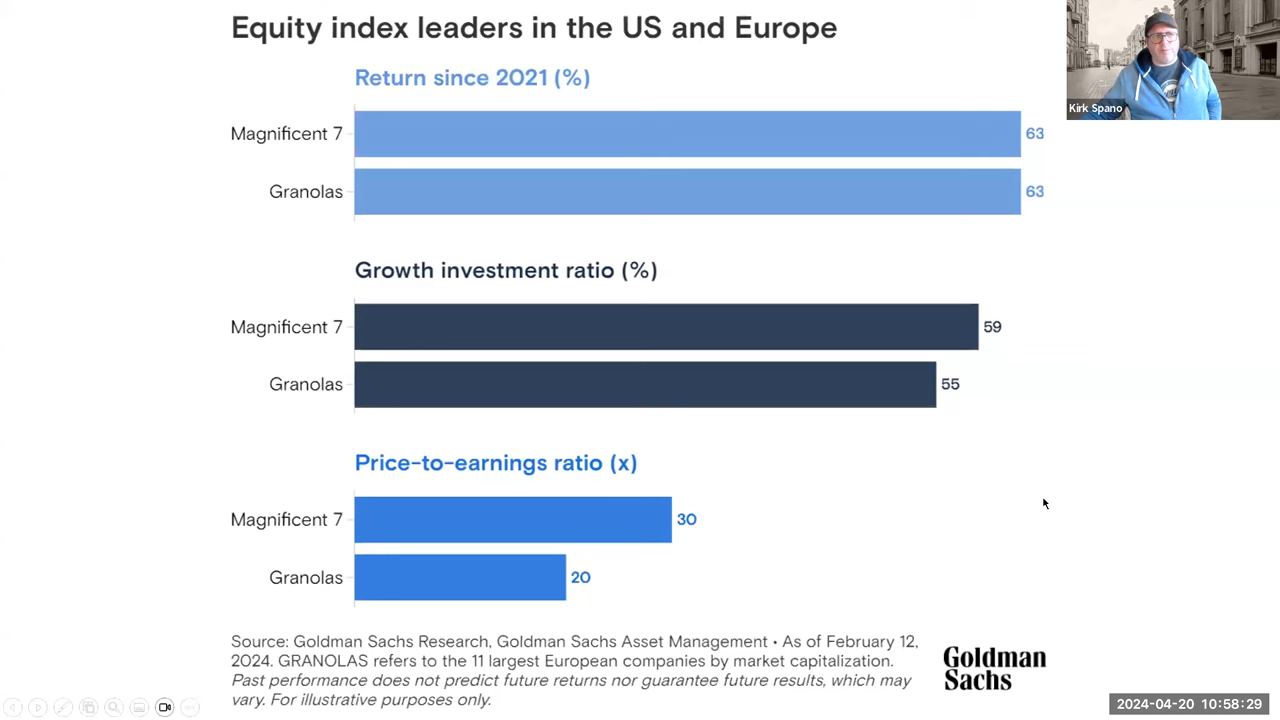 Equity index leaders in the US and Europe
Kirk Spano
Return since 2021 (%)
Magnificent 7
63
Granolas
63
Growth investment ratio (%)
Magnificent 7
59
Granolas
55
Price-to-earnings ratio (x)
Magnificent 7
30
Granolas
20
Source: Goldman Sachs Research, Goldman Sachs Asset Management • As of February 12,
2024. GRANOLAS refers to the 11 largest European companies by market capitalization.
Past performance does not predict future returns nor guarantee future results, which may
vary. For illustrative purposes only.
Goldman
Sachs
2024-04-20 10:58:29